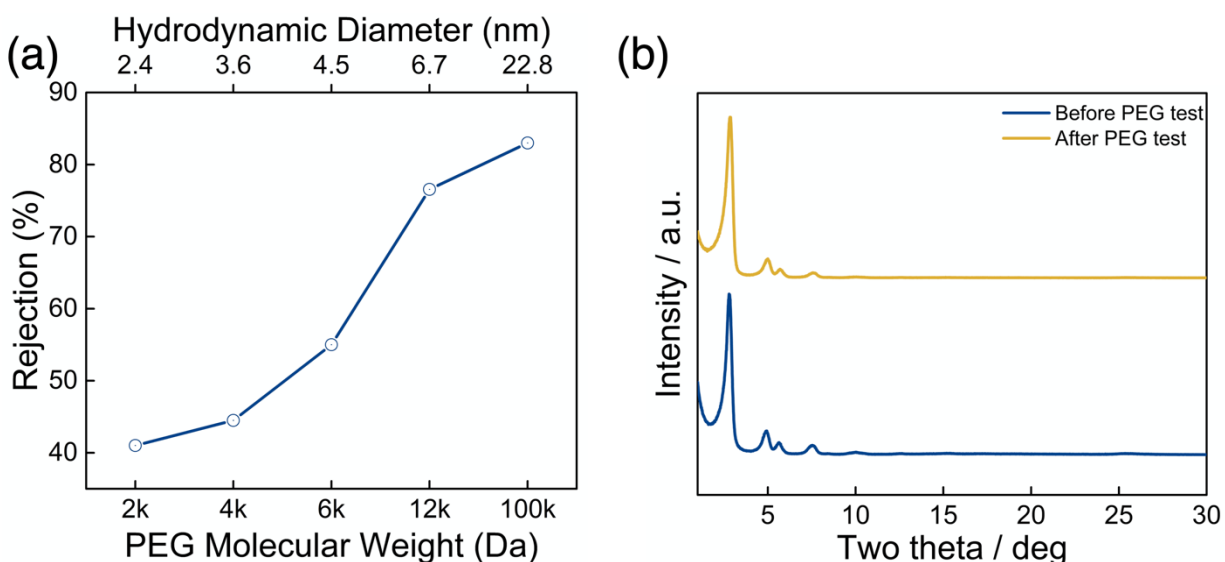 (a)
Hydrodynamic Diameter (nm)
2.4 3.6 4.5 6.7 22.8
90
80
70
60
50
40
Rejection (%)
2k 4k 6k 12k 100k
PEG Molecular Weight (Da)
(b)
Before PEG test
After PEG test
Intensity / a.u.
5 10 15 20 25 30
Two theta / deg